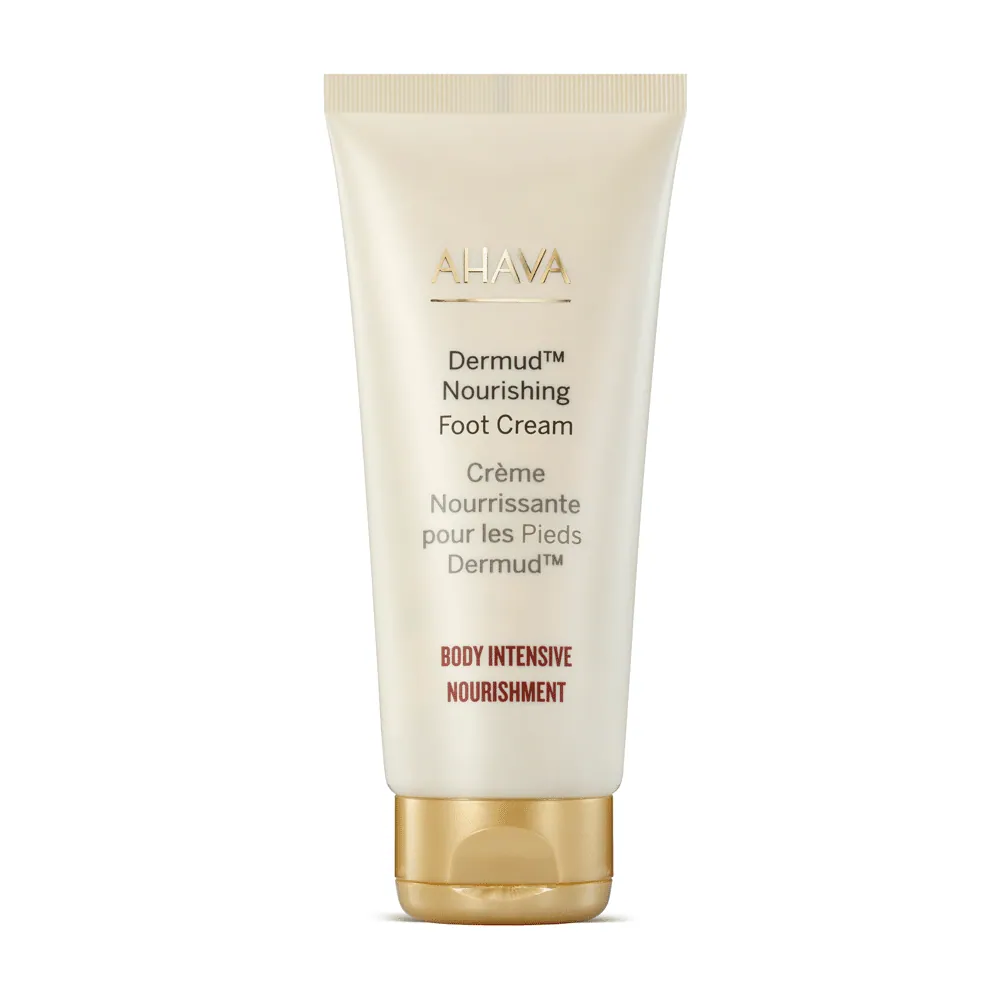 AHAVA
Dermud™
Nourishing
Foot Cream
Crème
Nourrissante
pour les Pieds
Dermud™
BODY INTENSIVE
NOURISHMENT